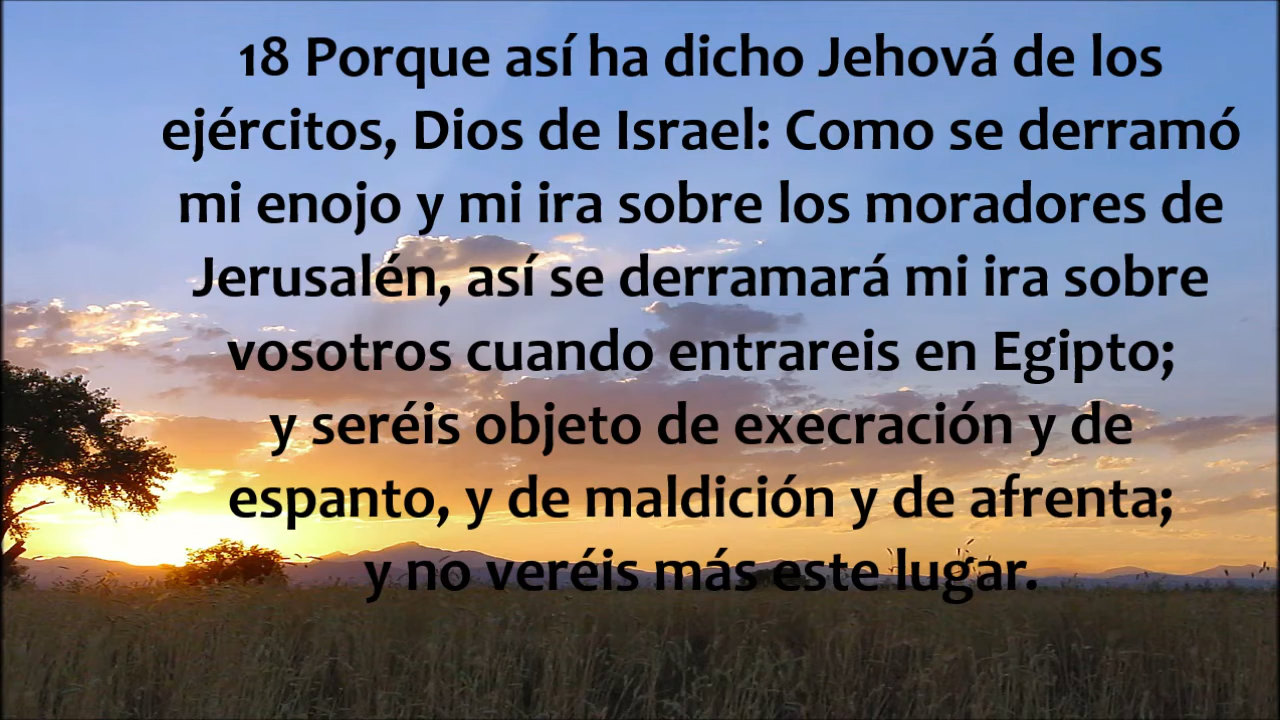 18 Porque así ha dicho Jehová de los
ejércitos, Dios de Israel: Como se derramó
mi enojo y mi ira sobre los moradores de
Jerusalén, así se derramará mi ira sobre
vosotros cuando entrareis en Egipto;
y seréis objeto de execración y de
espanto, y de maldición y de afrenta;
y no veréis más este lugar.